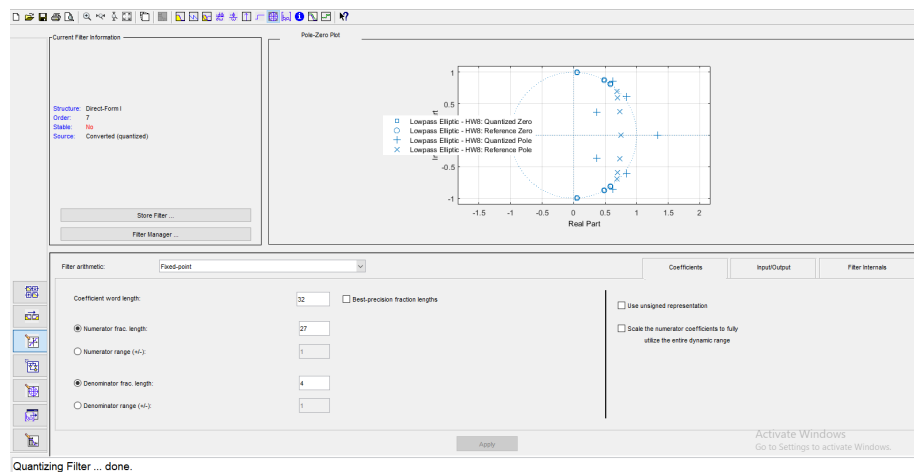 Current Filter Information
Structure: Direct-Form I
Order: 7
Stable: No
Source: Converted (quantized)
Store Filter ...
Filter Manager ...
Pole-Zero Plot
1
0.5
-0.5
-1
Lowpass Elliptic - HW8: Quantized Zero
Lowpass Elliptic - HW8: Reference Zero
Lowpass Elliptic - HW8: Quantized Pole
Lowpass Elliptic - HW8: Reference Pole
-1.5 -1 -0.5 0 0.5 1 1.5 2
Real Part
Filter arithmetic: Fixed-point
Coefficients Input/Output Filter Internals
Coefficient word length: 32 Best-precision fraction lengths
Numerator frac. length: 27
Numerator range (+/-): 1
Denominator frac. length: 4
Denominator range (+/-): 1
Use unsigned representation
Scale the numerator coefficients to fully
utilize the entire dynamic range
Apply
Activate Windows
Go to Settings to activate Windows.
Quantizing Filter ... done.